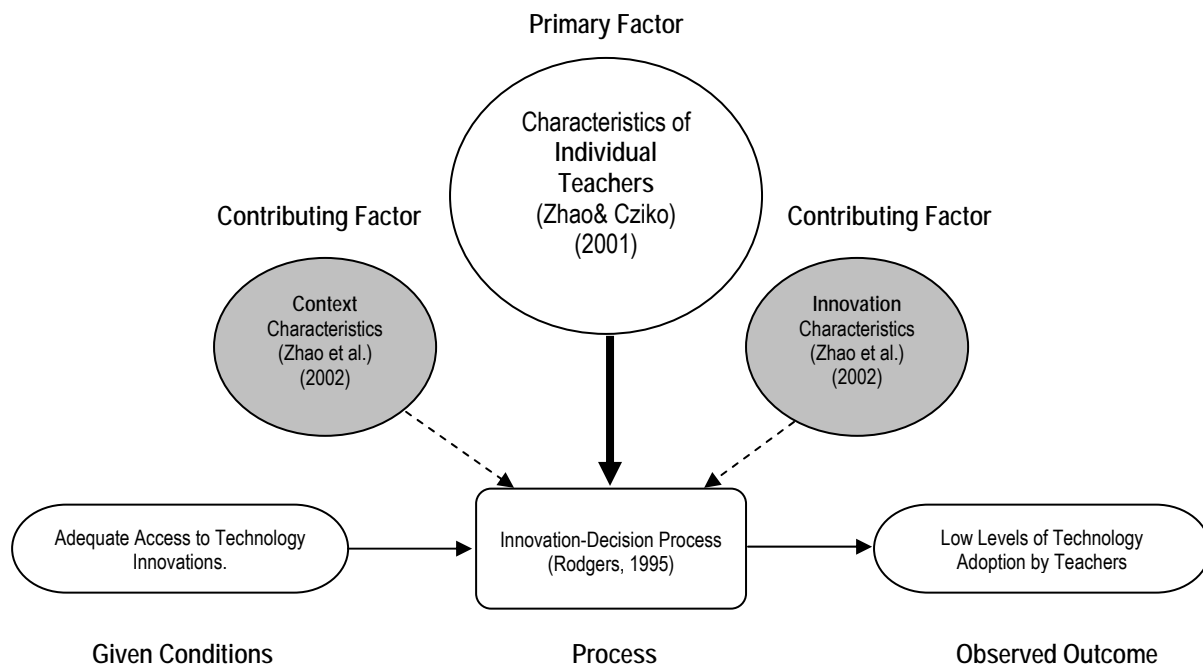 Primary Factor
Characteristics of
Individual
Teachers
(Zhao& Cziko)
(2001)
Contributing Factor
Contributing Factor
Context
Characteristics
(Zhao et al.)
(2002)
Innovation
Characteristics
(Zhao et al.)
(2002)
Adequate Access to Technology
Innovations.
Innovation-Decision Process
(Rodgers, 1995)
Low Levels of Technology
Adoption by Teachers
Given Conditions
Process
Observed Outcome